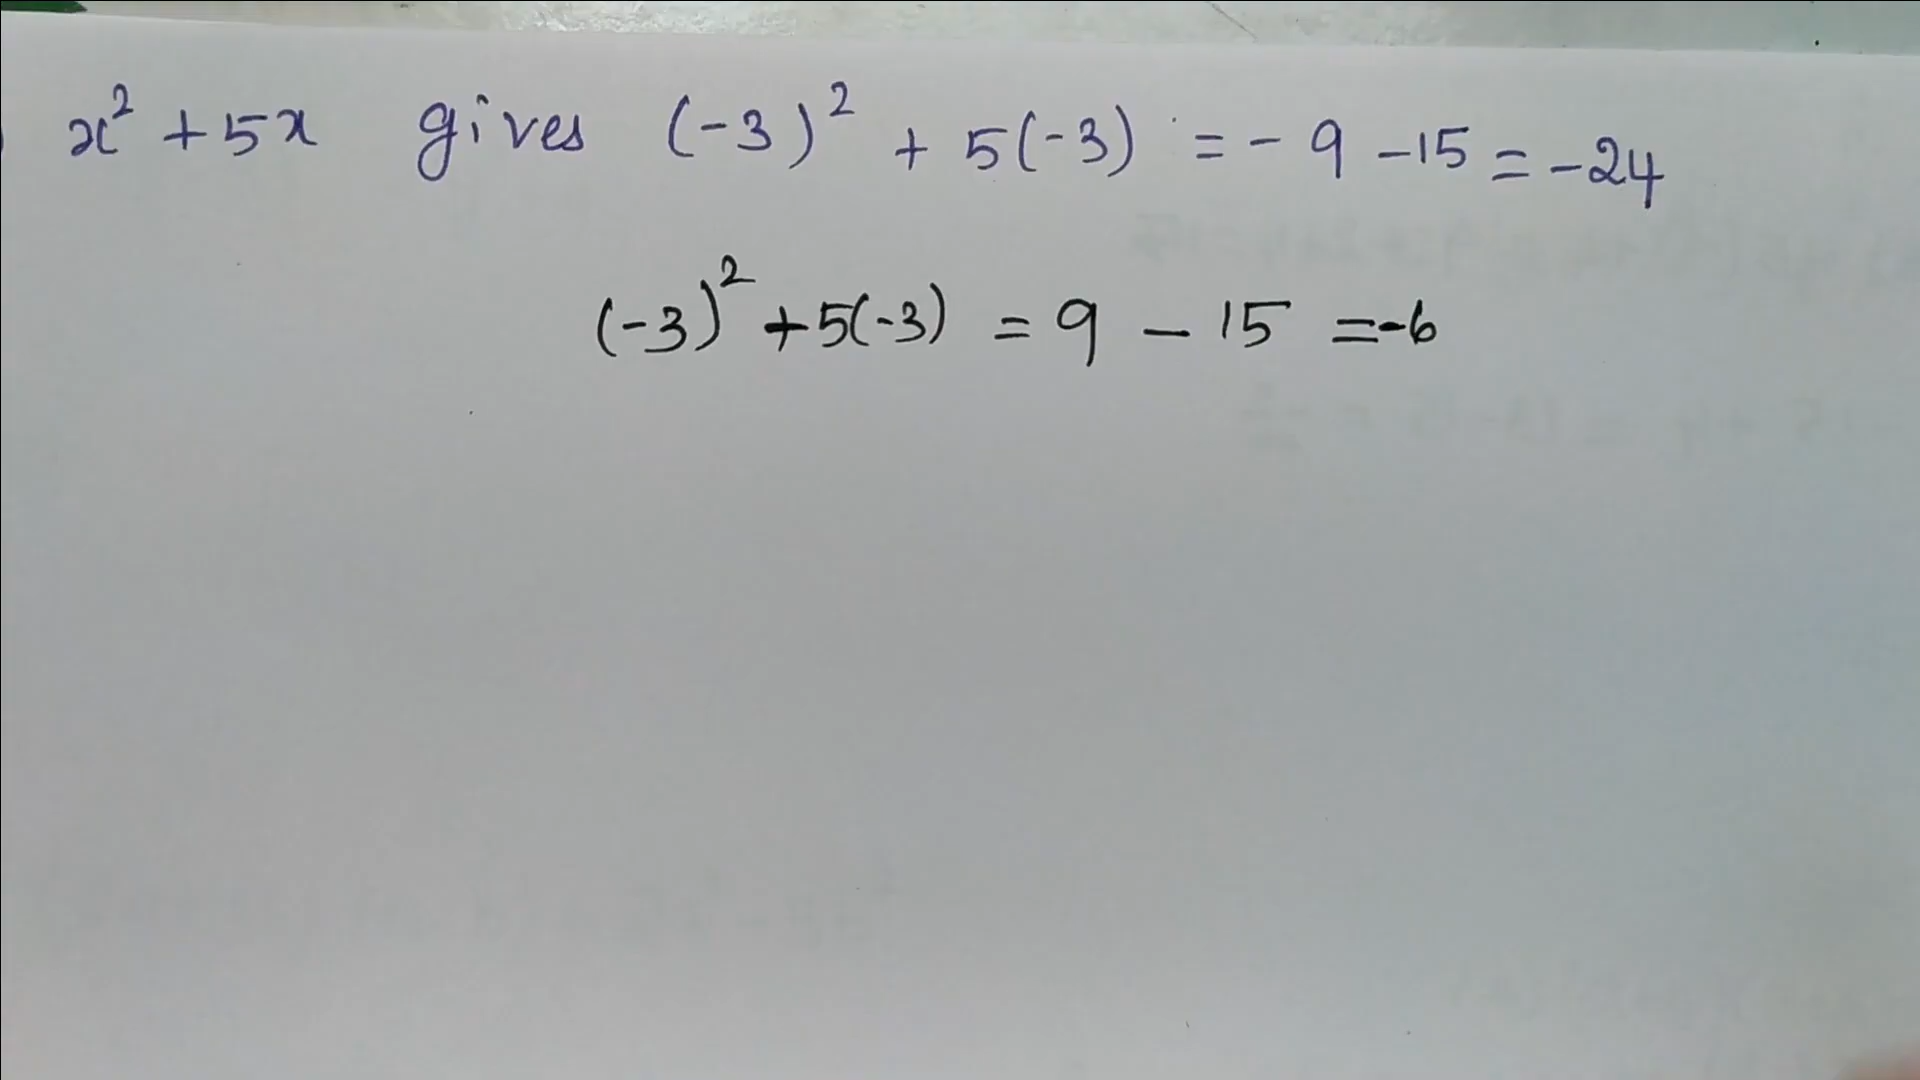 x² + 5x gives (-3)² + 5(-3) = - 9 - 15 = -24
(-3)² + 5(-3) = 9 - 15 = -6